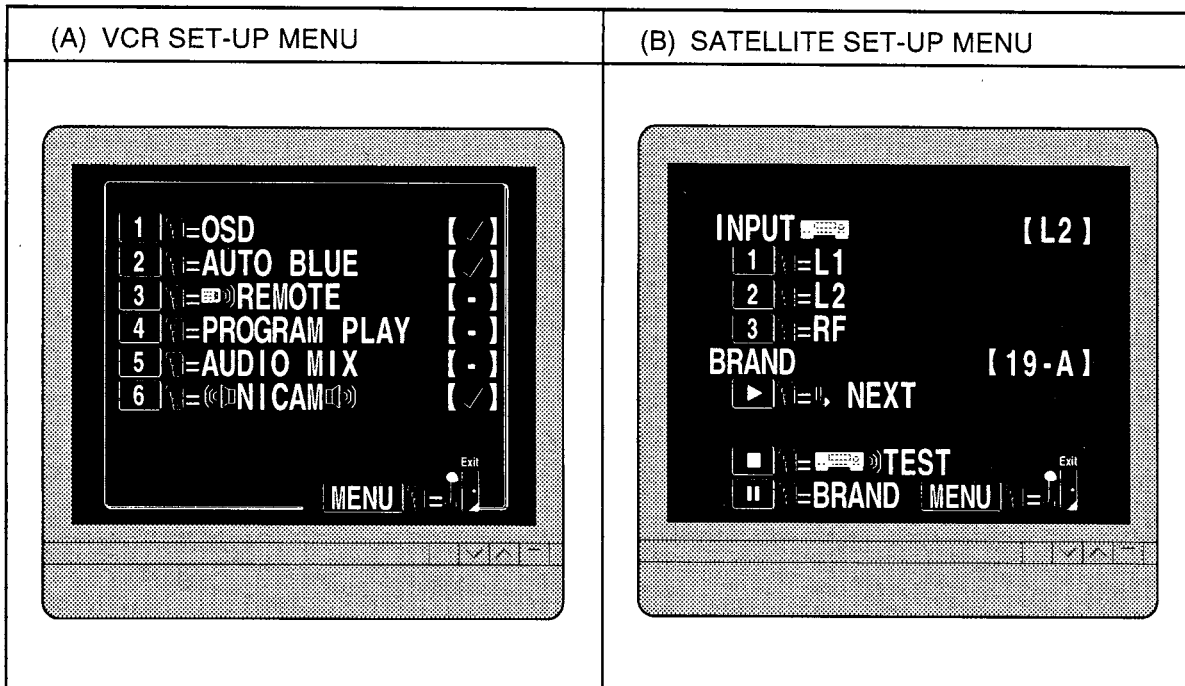 (A) VCR SET-UP MENU
1 =OSD [✓]
2 =AUTO BLUE [✓]
3 =REMOTE [-]
4 =PROGRAM PLAY [-]
5 =AUDIO MIX [-]
6 =NICAM [✓]
Exit
MENU =
(B) SATELLITE SET-UP MENU
INPUT [L2]
1 =L1
2 =L2
3 =RF
BRAND [19-A]
▶ = NEXT
■ = TEST
Exit
⏸ =BRAND MENU =